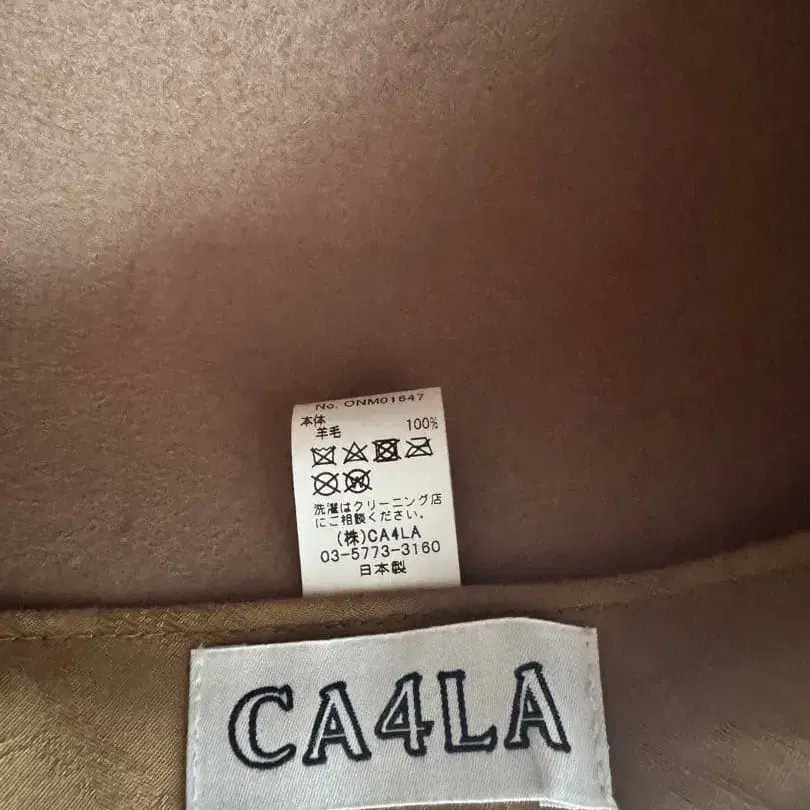 No. ONM01647
本体
羊毛 100%
洗濯はクリーニング店
にご相談ください。
(株)CA4LA
03-5773-3160
日本製
CA4LA